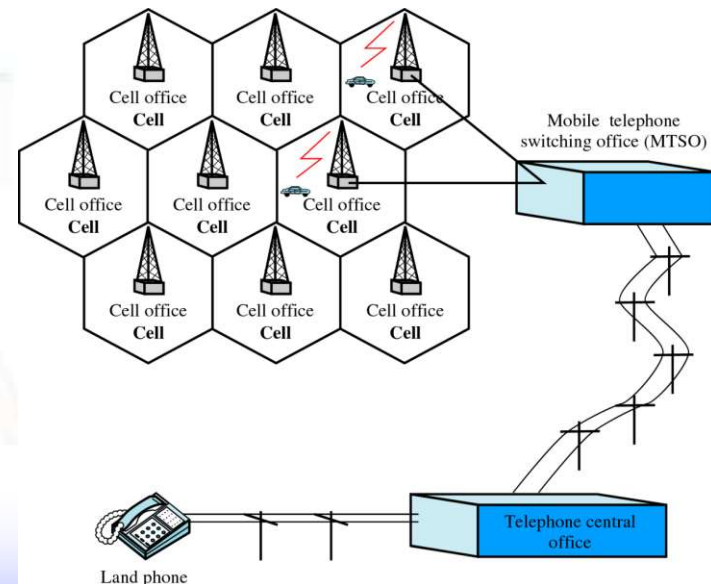 Cell office
Cell
Cell office
Cell
Cell office
Cell
Mobile telephone
switching office (MTSO)
Cell office
Cell
Cell office
Cell
Cell office
Cell
Cell office
Cell
Cell office
Cell
Cell office
Cell
Telephone central
office
Land phone